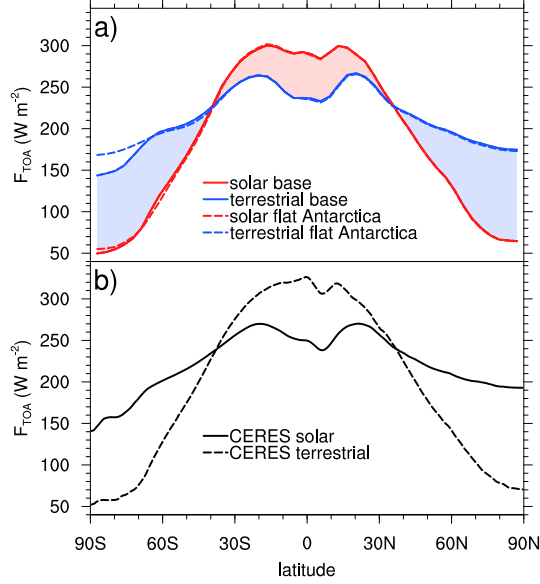 a)
300
250
200
150
100
50
F_TOA (W m-2)
solar base
terrestrial base
solar flat Antarctica
terrestrial flat Antarctica
b)
300
250
200
150
100
50
F_TOA (W m-2)
CERES solar
CERES terrestrial
90S 60S 30S 0 30N 60N 90N
latitude